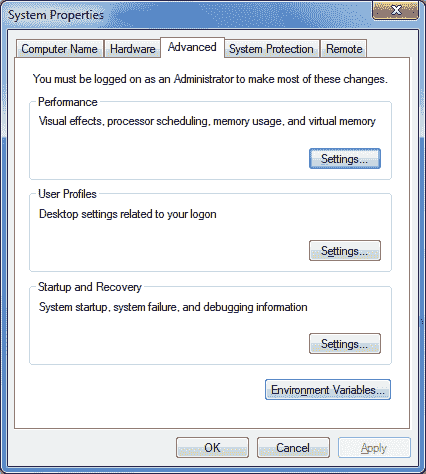 System Properties
Computer Name Hardware Advanced System Protection Remote
You must be logged on as an Administrator to make most of these changes.
Performance
Visual effects, processor scheduling, memory usage, and virtual memory
Settings...
User Profiles
Desktop settings related to your logon
Settings...
Startup and Recovery
System startup, system failure, and debugging information
Settings...
Environment Variables...
OK Cancel Apply